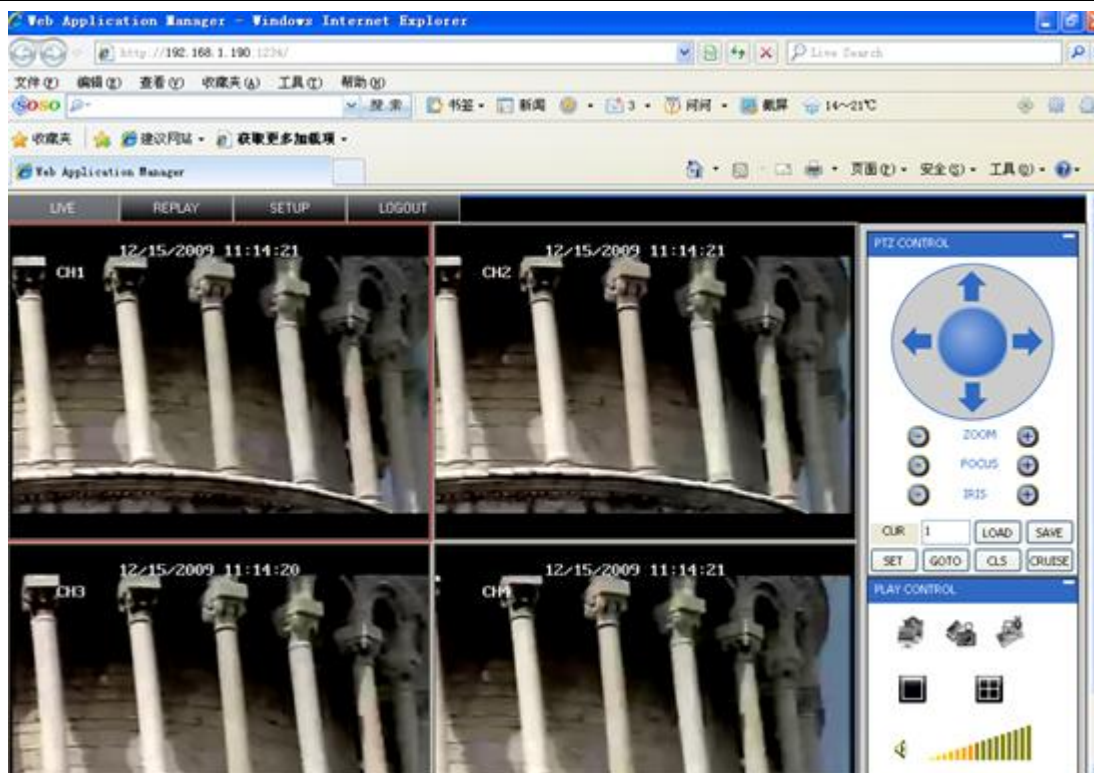 Web Application Manager - Windows Internet Explorer
http://192.168.1.190:1234/
Live Search
文件(F) 编辑(E) 查看(V) 收藏夹(A) 工具(T) 帮助(H)
SOSO 搜索 书签 新闻 3 问问 截屏 14~21℃
收藏夹 建议网站 获取更多加载项
Web Application Manager
页面(P) 安全(S) 工具(O)
LIVE REPLAY SETUP LOGOUT
12/15/2009 11:14:21
CH1
12/15/2009 11:14:21
CH2
12/15/2009 11:14:20
CH3
12/15/2009 11:14:21
CH4
PTZ CONTROL
ZOOM
FOCUS
IRIS
CUR 1 LOAD SAVE
SET GOTO CLS CRUISE
PLAY CONTROL